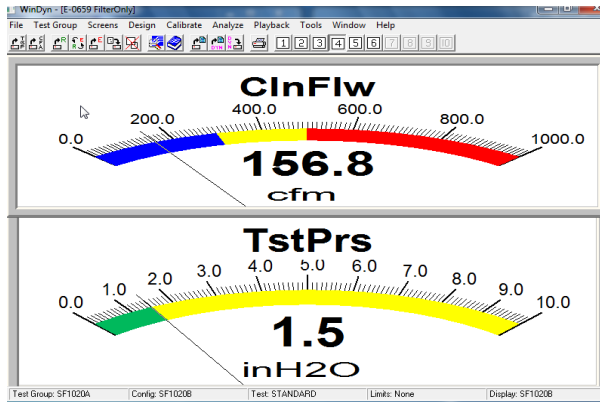 WinDyn - [E-0659 FilterOnly]
File Test Group Screens Design Calibrate Analyze Playback Tools Window Help
1 2 3 4 5 6 7 8 9 10
ClnFlw
0.0 200.0 400.0 600.0 800.0 1000.0
156.8
cfm
TstPrs
0.0 1.0 2.0 3.0 4.0 5.0 6.0 7.0 8.0 9.0 10.0
1.5
inH2O
Test Group: SF1020A Config: SF1020B Test: STANDARD Limits: None Display: SF1020B